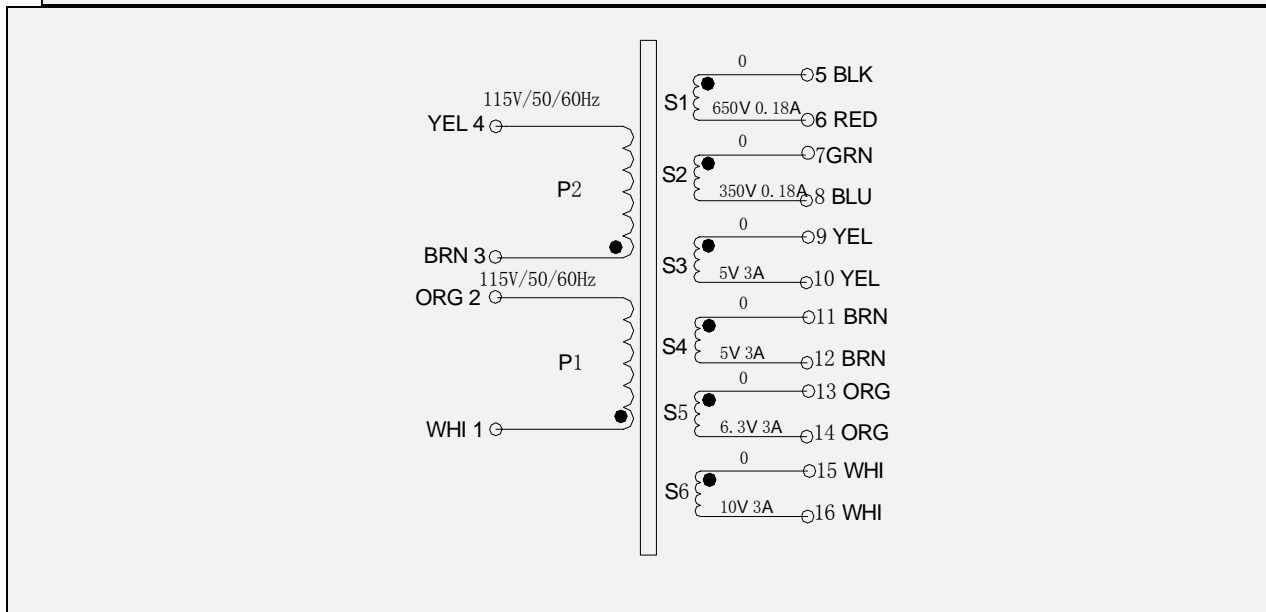 115V/50/60Hz
YEL 4
P2
BRN 3
115V/50/60Hz
ORG 2
P1
WHI 1
0
5 BLK
S1
650V 0.18A
6 RED
0
7GRN
S2
350V 0.18A
8 BLU
0
9 YEL
S3
5V 3A
10 YEL
0
11 BRN
S4
5V 3A
12 BRN
0
13 ORG
S5
6.3V 3A
14 ORG
0
15 WHI
S6
10V 3A
16 WHI